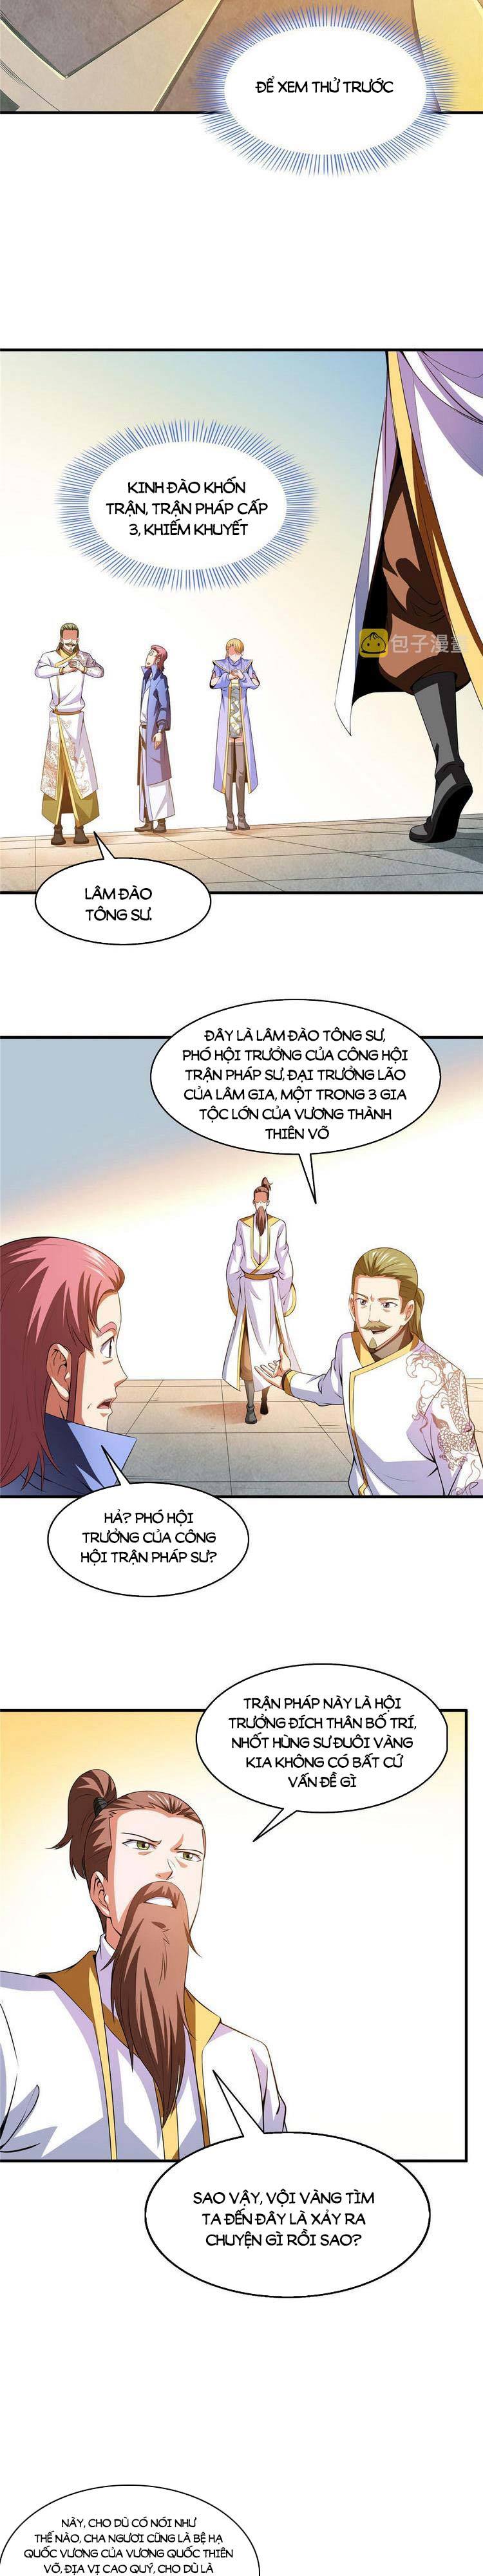 ĐỂ XEM THỬ TRƯỚC
KINH ĐÀO KHỐN
TRẬN, TRẬN PHÁP CẤP
3, KHIẾM KHUYẾT
包子漫畫
LÂM ĐÀO
TÔNG SƯ.
ĐÂY LÀ LÂM ĐÀO TÔNG SƯ,
PHÓ HỘI TRƯỞNG CỦA CÔNG HỘI
TRẬN PHÁP SƯ, ĐẠI TRƯỞNG LÃO
CỦA LÂM GIA, MỘT TRONG 3 GIA
TỘC LỚN CỦA VƯƠNG THÀNH
THIÊN VÕ
HẢ? PHÓ HỘI
TRƯỞNG CỦA CÔNG
HỘI TRẬN PHÁP SƯ?
TRẬN PHÁP NÀY LÀ HỘI
TRƯỞNG ĐÍCH THÂN BỐ TRÍ,
NHỐT HÙNG SƯ ĐUÔI VÀNG
KIA KHÔNG CÓ BẤT CỨ
VẤN ĐỀ GÌ
SAO VẬY, VỘI VÀNG TÌM
TA ĐẾN ĐÂY LÀ XẢY RA
CHUYỆN GÌ RỒI SAO?
NÀY, CHO DÙ CÓ NÓI NHƯ
THẾ NÀO, CHA NGƯƠI CŨNG LÀ BỆ HẠ
QUỐC VƯƠNG CỦA VƯƠNG QUỐC THIÊN
VÕ, ĐỊA VỊ CAO QUÝ, CHO DÙ LÀ